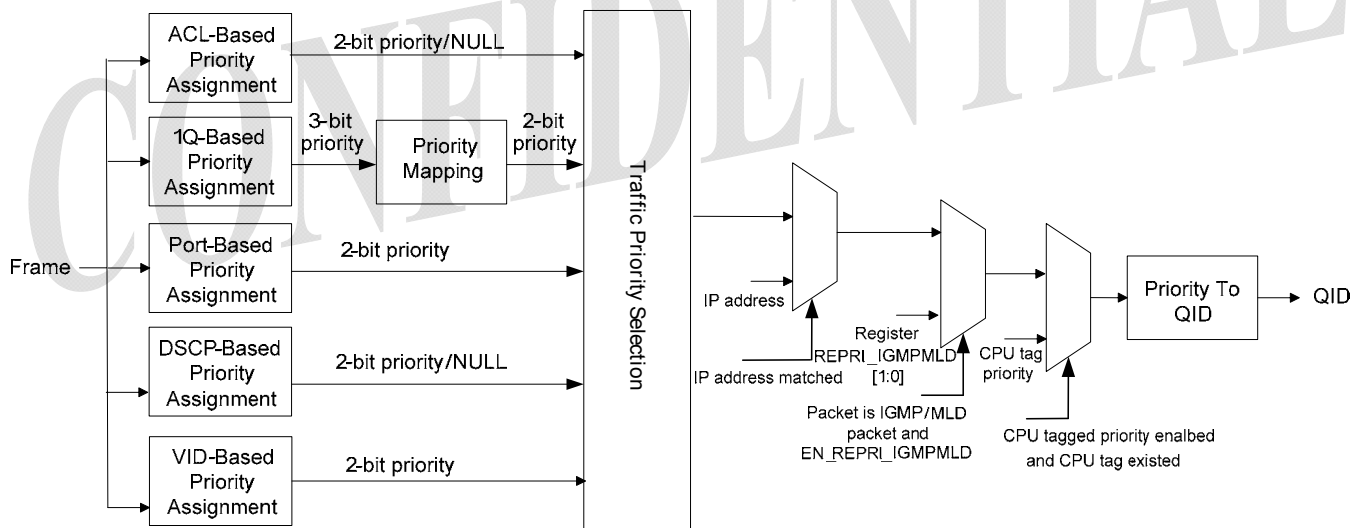 CONFIDENTIAL
ACL-Based
Priority
Assignment
2-bit priority/NULL
1Q-Based
Priority
Assignment
3-bit
priority
Priority
Mapping
2-bit
priority
Frame
Port-Based
Priority
Assignment
2-bit priority
DSCP-Based
Priority
Assignment
2-bit priority/NULL
VID-Based
Priority
Assignment
2-bit priority
Traffic Priority Selection
IP address
IP address matched
Register
REPRI_IGMPMLD
[1:0]
Packet is IGMP/MLD
packet and
EN_REPRI_IGMPMLD
CPU tag
priority
CPU tagged priority enalbed
and CPU tag existed
Priority To
QID
QID